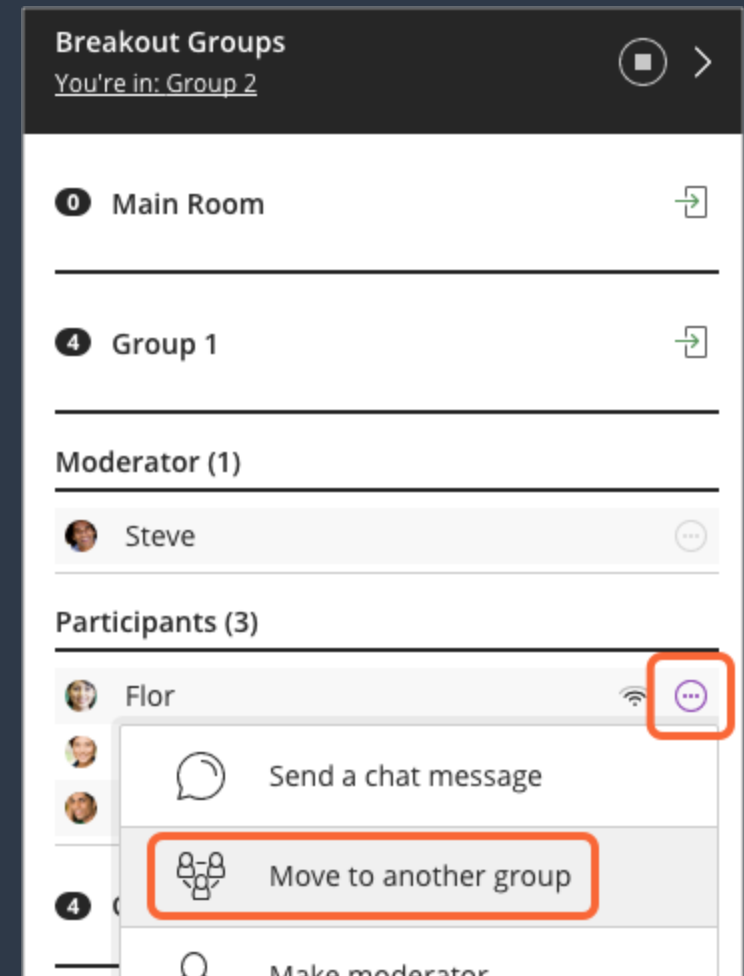 Breakout Groups
You're in: Group 2
0 Main Room
4 Group 1
Moderator (1)
Steve
Participants (3)
Flor
Send a chat message
Move to another group
4
Make moderator